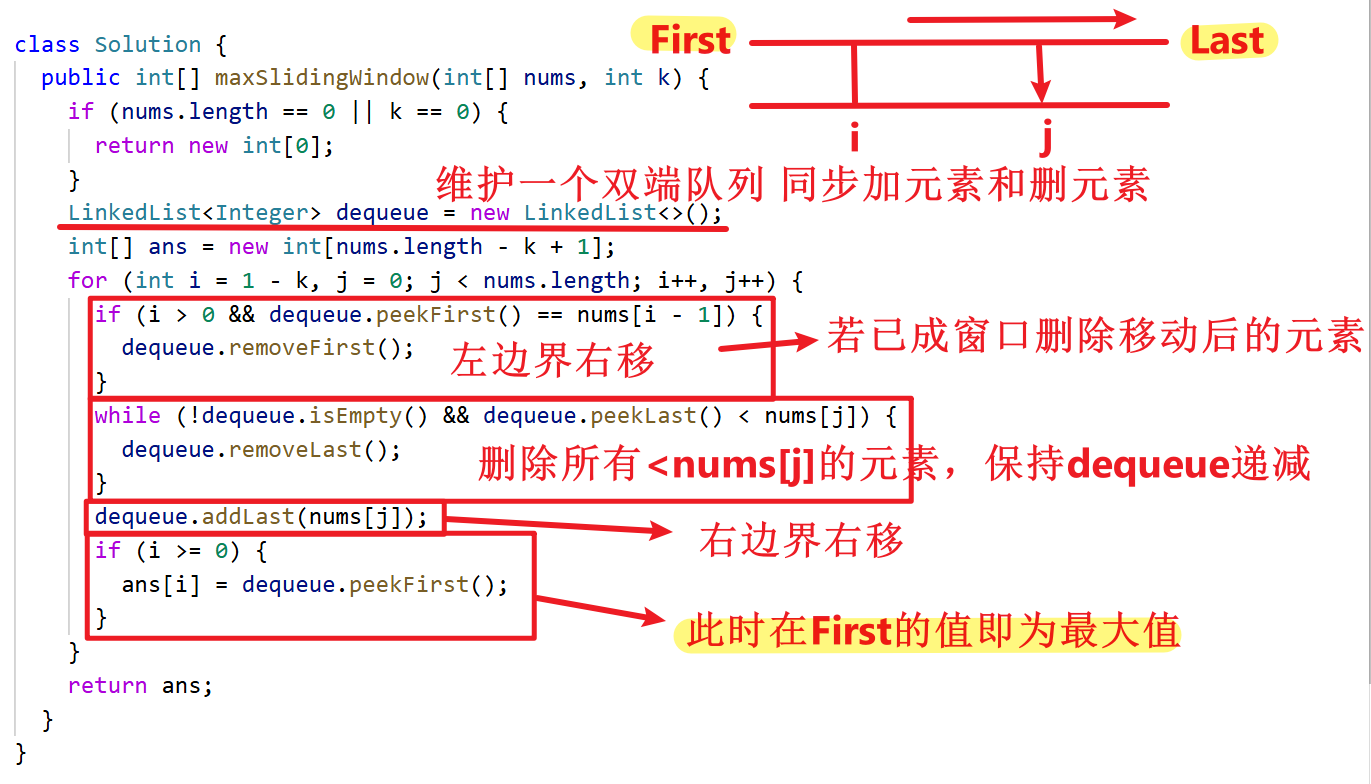 First
Last
class Solution {
public int[] maxSlidingWindow(int[] nums, int k) {
if (nums.length == 0 || k == 0) {
return new int[0];
}
i
j
维护一个双端队列 同步加元素和删元素
LinkedList<Integer> dequeue = new LinkedList<>();
int[] ans = new int[nums.length - k + 1];
for (int i = 1 - k, j = 0; j < nums.length; i++, j++) {
if (i > 0 && dequeue.peekFirst() == nums[i - 1]) {
dequeue.removeFirst();
}
左边界右移
若已成窗口删除移动后的元素
while (!dequeue.isEmpty() && dequeue.peekLast() < nums[j]) {
dequeue.removeLast();
}
删除所有<nums[j]的元素，保持dequeue递减
dequeue.addLast(nums[j]);
右边界右移
if (i >= 0) {
ans[i] = dequeue.peekFirst();
}
此时在First的值即为最大值
}
return ans;
}
}